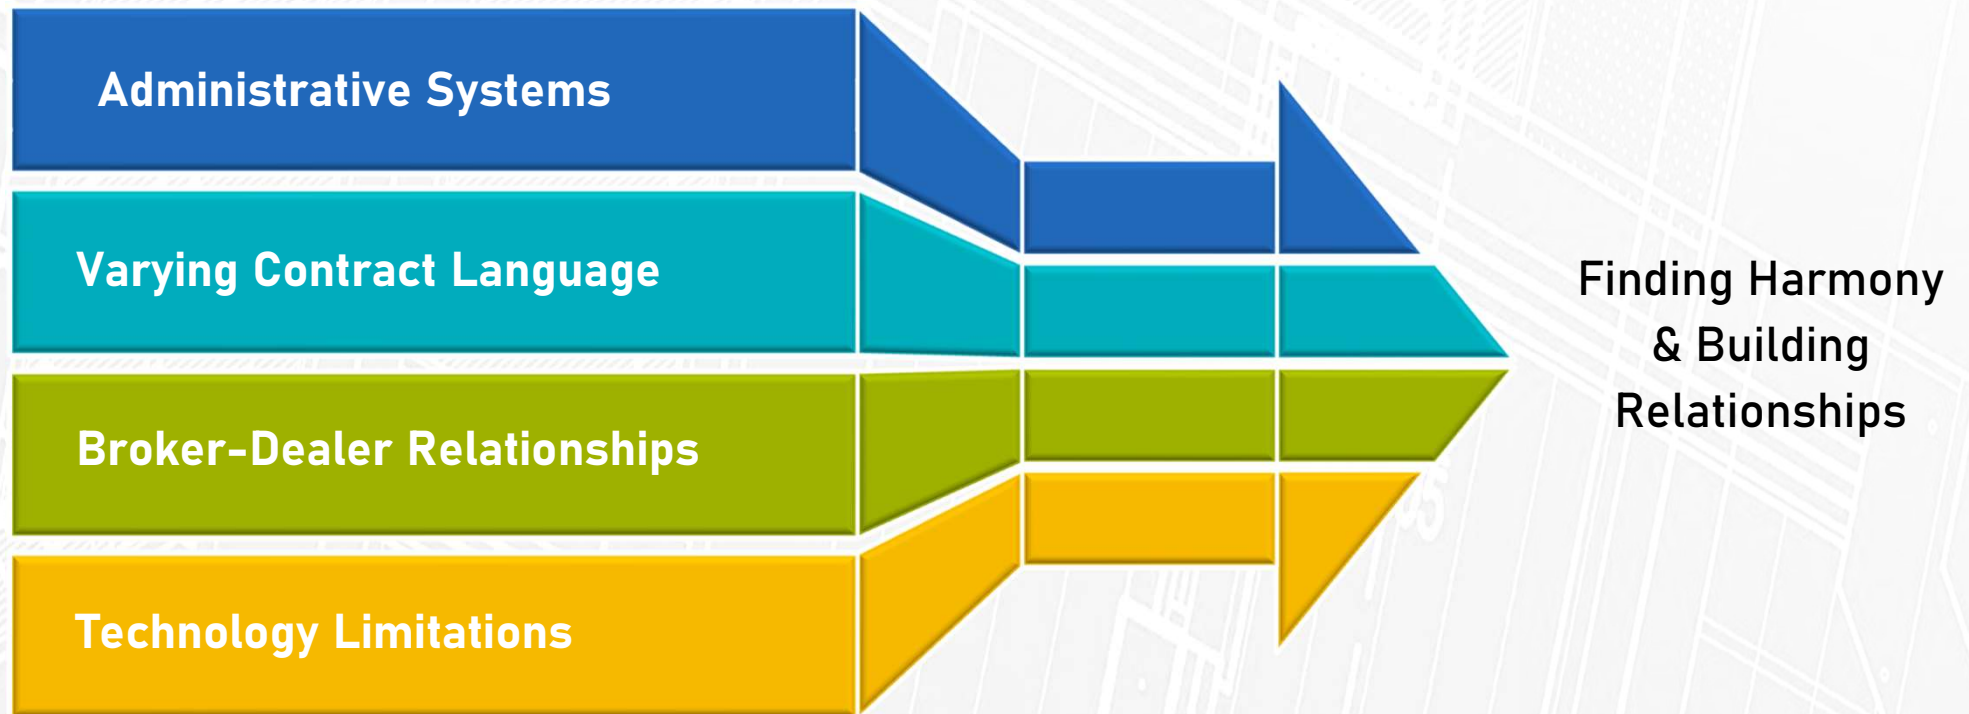 Administrative Systems
Varying Contract Language
Broker-Dealer Relationships
Technology Limitations
Finding Harmony
& Building
Relationships